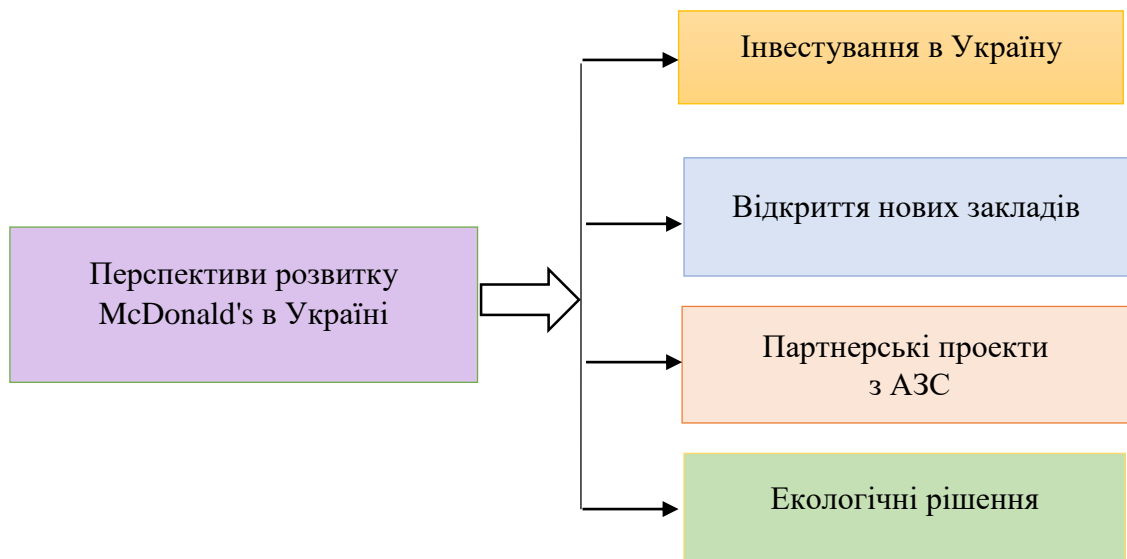 Перспективи розвитку
McDonald's в Україні
Інвестування в Україну
Відкриття нових закладів
Партнерські проекти
з АЗС
Екологічні рішення